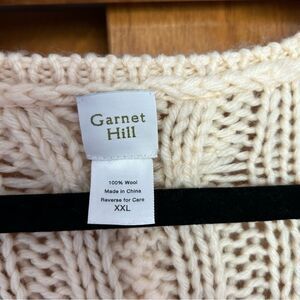 Garnet
Hill
100% Wool
Made in China
Reverse for Care
XXL